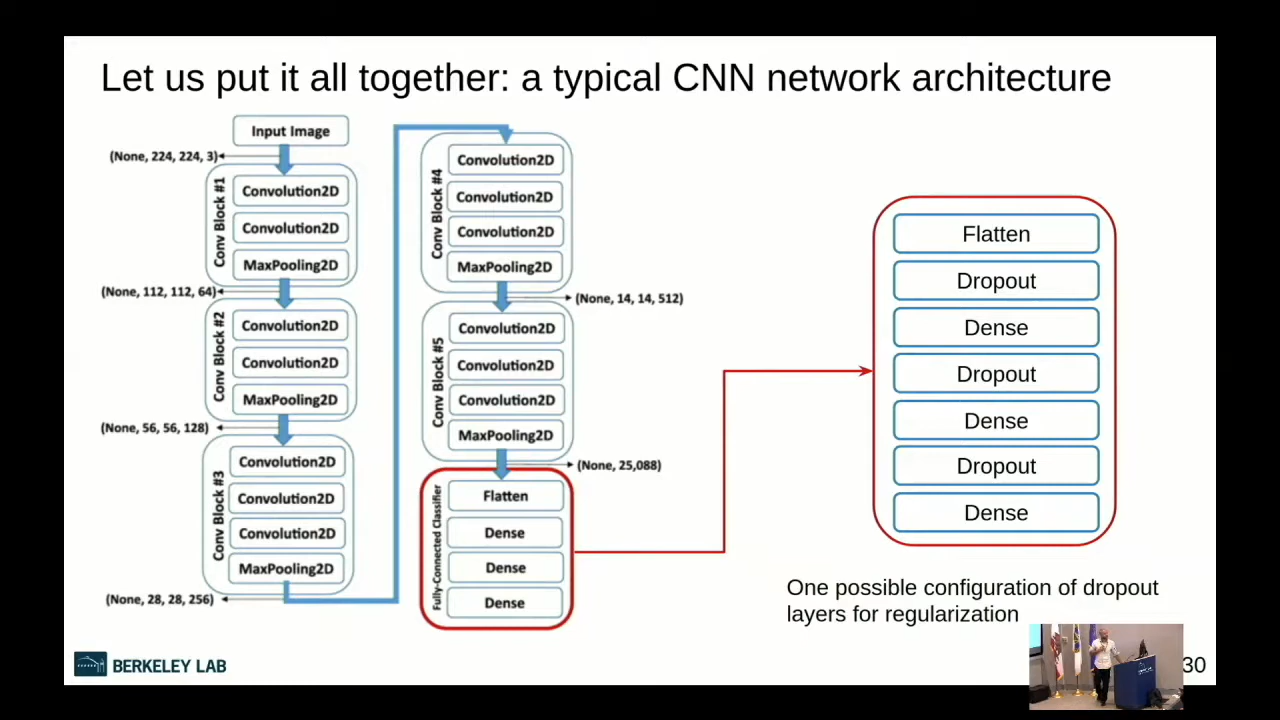 Let us put it all together: a typical CNN network architecture
Input Image
(None, 224, 224, 3)
Conv Block #1
Convolution2D
Convolution2D
MaxPooling2D
(None, 112, 112, 64)
Conv Block #2
Convolution2D
Convolution2D
MaxPooling2D
(None, 56, 56, 128)
Conv Block #3
Convolution2D
Convolution2D
Convolution2D
MaxPooling2D
(None, 28, 28, 256)
Conv Block #4
Convolution2D
Convolution2D
Convolution2D
MaxPooling2D
(None, 14, 14, 512)
Conv Block #5
Convolution2D
Convolution2D
Convolution2D
MaxPooling2D
(None, 25,088)
Fully-Connected Classifier
Flatten
Dense
Dense
Dense
Flatten
Dropout
Dense
Dropout
Dense
Dropout
Dense
One possible configuration of dropout
layers for regularization
BERKELEY LAB
30